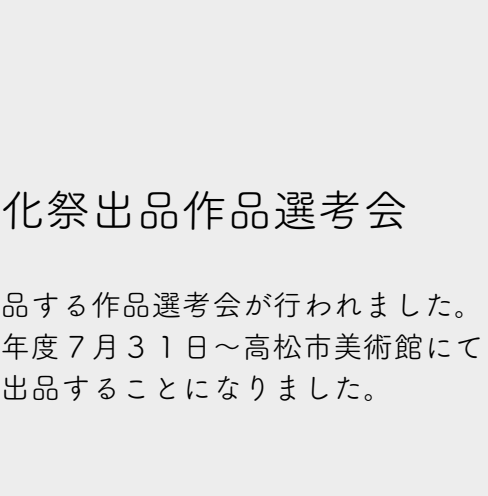 化祭出品作品選考会
品する作品選考会が行われました。
年度７月３１日～高松市美術館にて
出品することになりました。